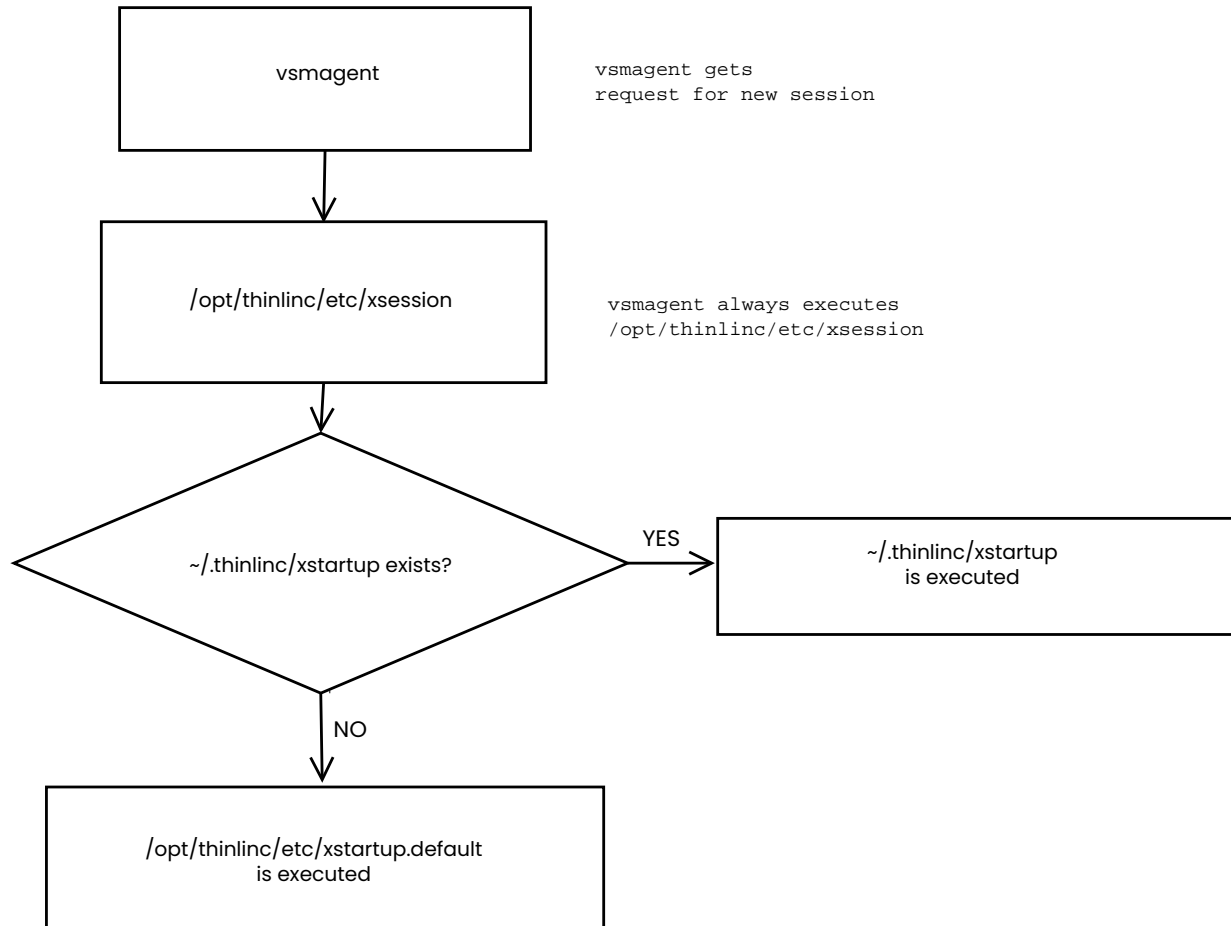 vsmagent
vsmagent gets
request for new session
/opt/thinlinc/etc/xsession
vsmagent always executes
/opt/thinlinc/etc/xsession
~/.thinlinc/xstartup exists?
YES
~/.thinlinc/xstartup
is executed
NO
/opt/thinlinc/etc/xstartup.default
is executed